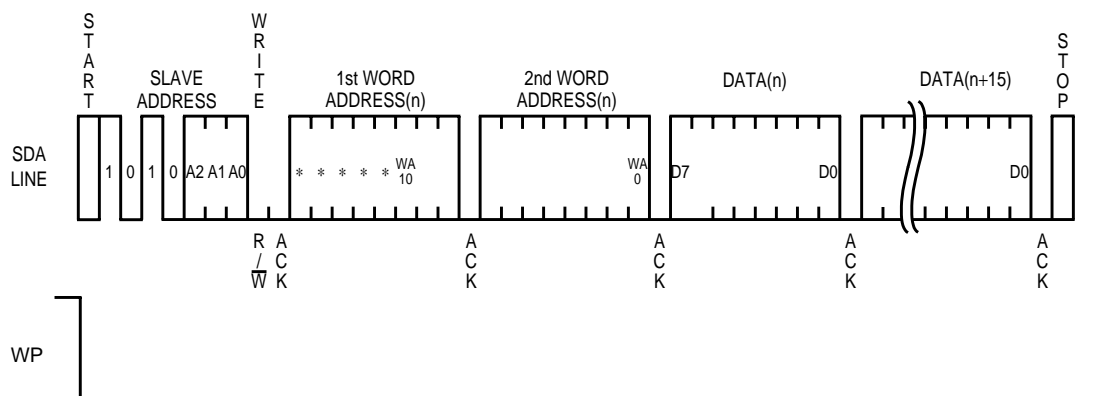 START
WRITE
STOP
SLAVE
ADDRESS
1st WORD
ADDRESS(n)
2nd WORD
ADDRESS(n)
DATA(n)
DATA(n+15)
SDA
LINE
1 0 1 0 A2 A1 A0
* * * * * WA
10
WA
0
D7
D0
D0
R/W
ACK
ACK
ACK
ACK
ACK
WP